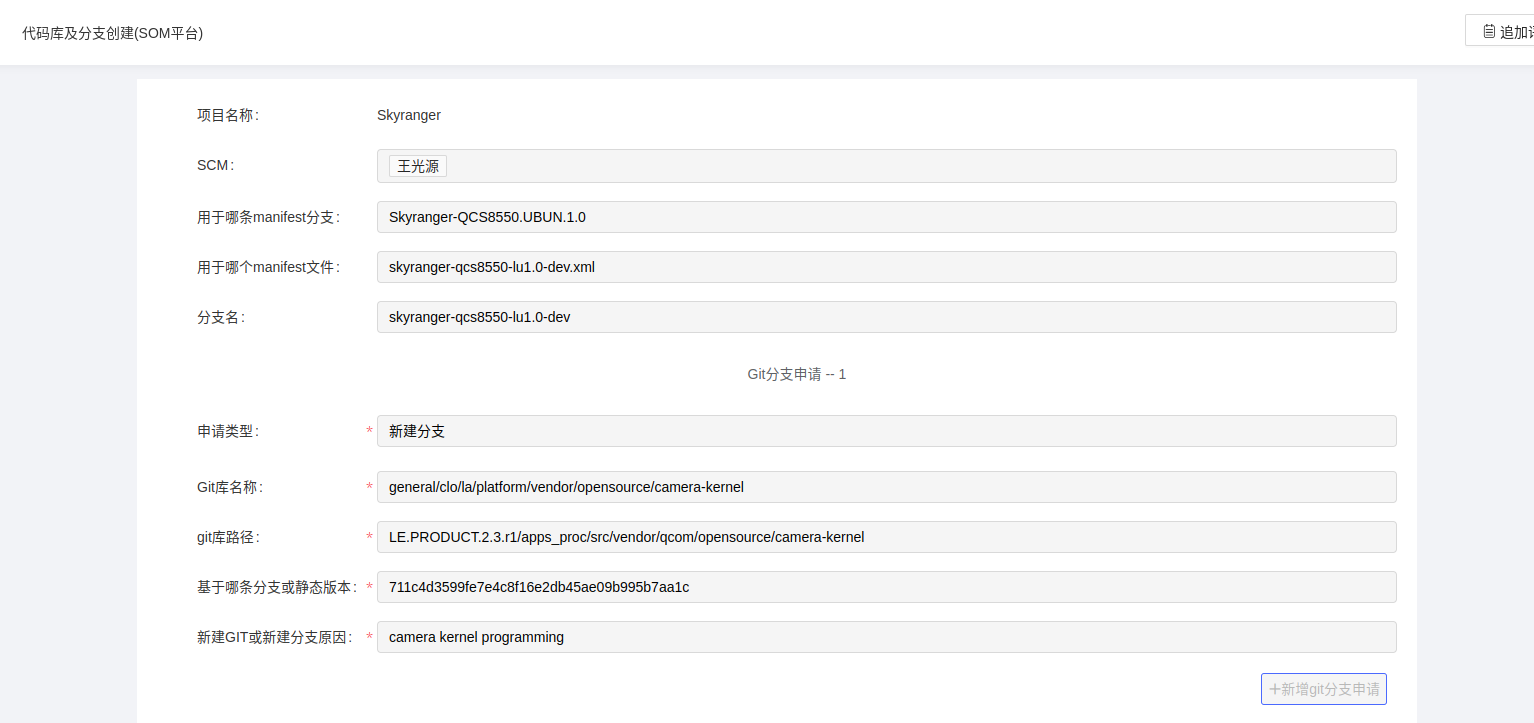 代码库及分支创建(SOM平台)
追加评
项目名称:
Skyranger
SCM:
王光源
用于哪条manifest分支:
Skyranger-QCS8550.UBUN.1.0
用于哪个manifest文件:
skyranger-qcs8550-lu1.0-dev.xml
分支名:
skyranger-qcs8550-lu1.0-dev
Git分支申请 -- 1
申请类型:
* 新建分支
Git库名称:
* general/clo/la/platform/vendor/opensource/camera-kernel
git库路径:
* LE.PRODUCT.2.3.r1/apps_proc/src/vendor/qcom/opensource/camera-kernel
基于哪条分支或静态版本:
* 711c4d3599fe7e4c8f16e2db45ae09b995b7aa1c
新建GIT或新建分支原因:
* camera kernel programming
+新增git分支申请